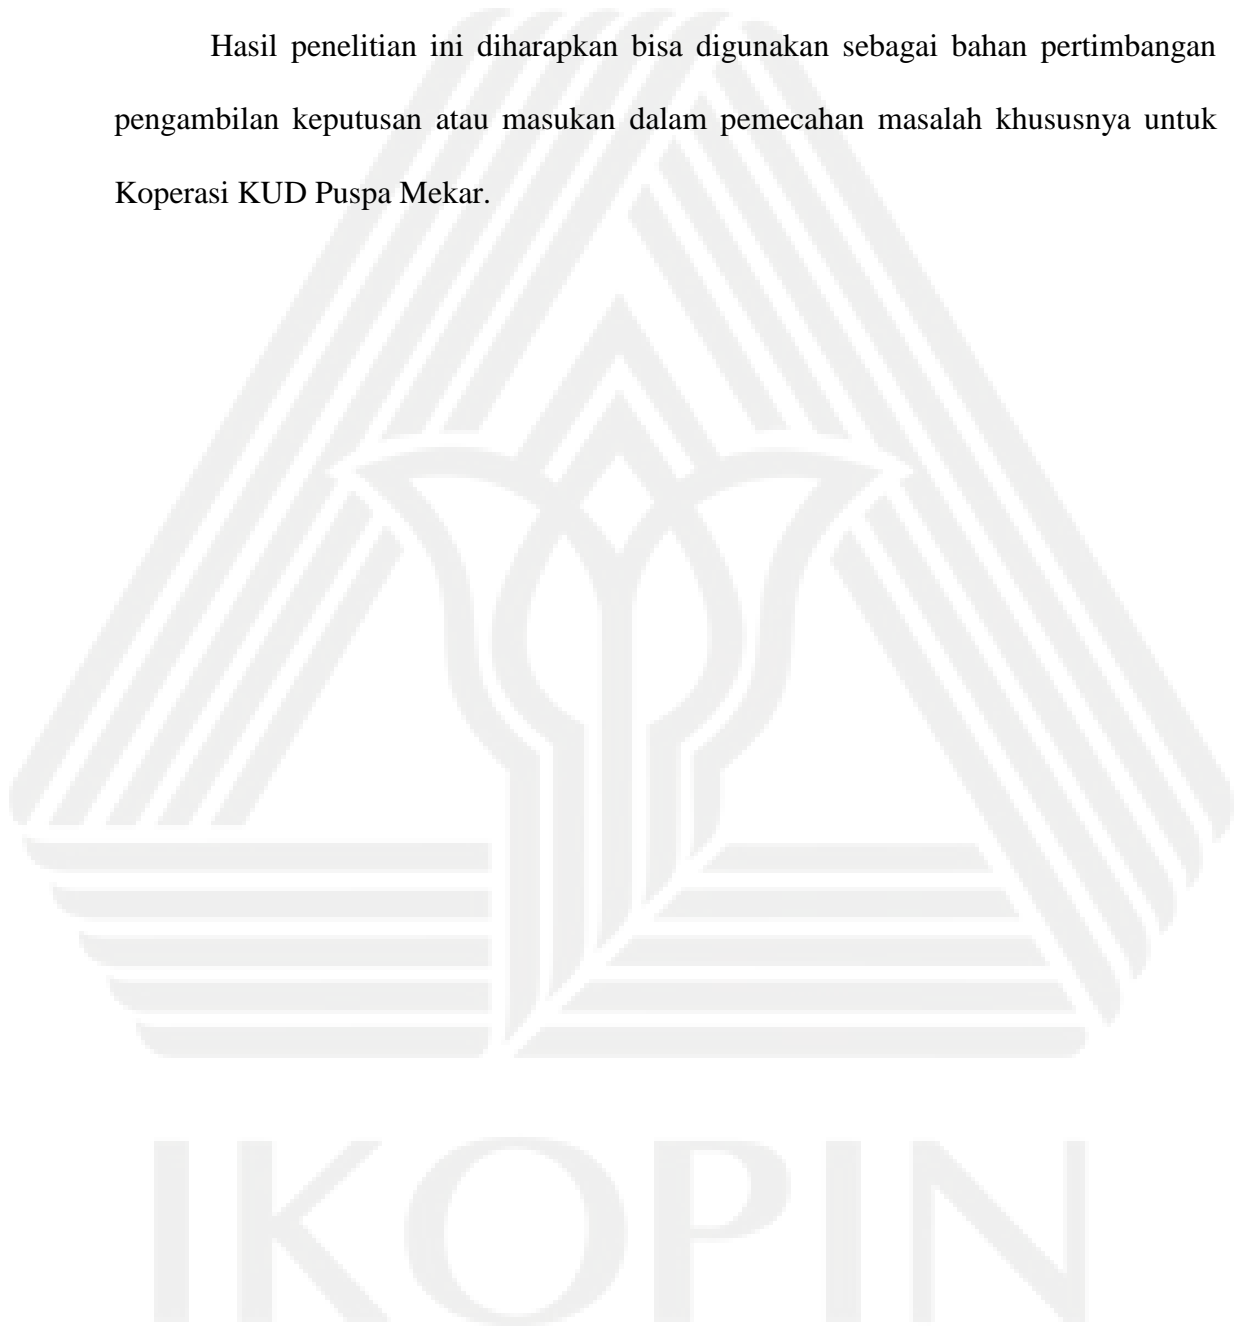 Hasil penelitian ini diharapkan bisa digunakan sebagai bahan pertimbangan
pengambilan keputusan atau masukan dalam pemecahan masalah khususnya untuk
Koperasi KUD Puspa Mekar.
IKOPIN